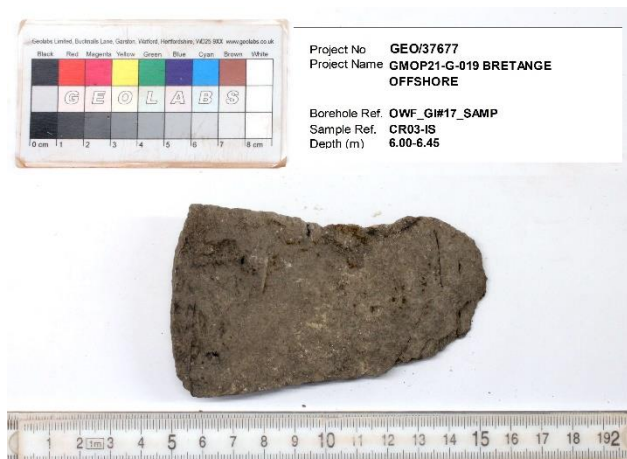 Geolabs Limited, Bucknalls Lane, Garston, Watford, Hertfordshire, WD25 9XX www.geolabs.co.uk
Black Red Magenta Yellow Green Blue Cyan Brown White
G E O L A B S
0 cm 1 2 3 4 5 6 7 8 cm
Project No GEO/37677
Project Name GMOP21-G-019 BRETANGE
OFFSHORE
Borehole Ref. OWF_GI#17_SAMP
Sample Ref. CR03-IS
Depth (m) 6.00-6.45
1 2 1m 3 4 5 6 7 8 9 10 11 12 13 14 15 16 17 18 19 2